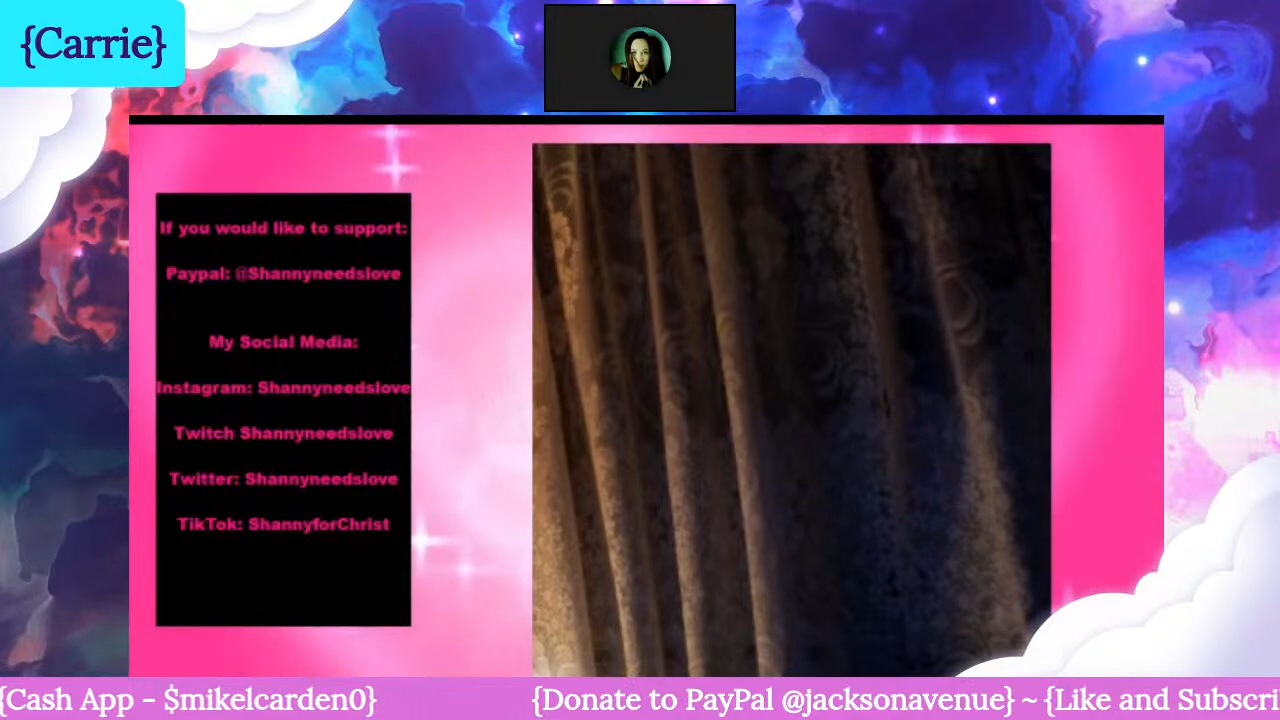 {Carrie}
If you would like to support:
Paypal: @Shannyneedslove
My Social Media:
Instagram: Shannyneedslove
Twitch Shannyneedslove
Twitter: Shannyneedslove
TikTok: ShannyforChrist
{Cash App - $mikelcarden0} {Donate to PayPal @jacksonavenue} ~ {Like and Subscri